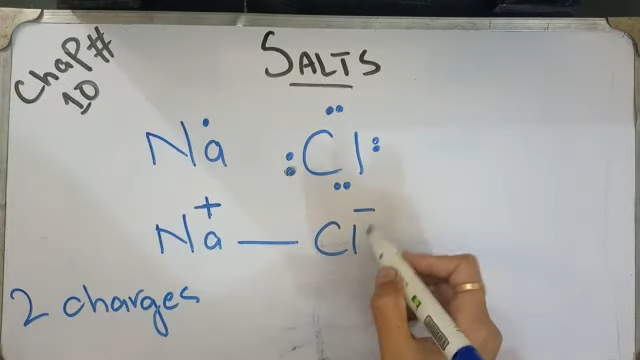 Chap#
10
SALTS
Na Cl
Na⁺ — Cl⁻
2 charges